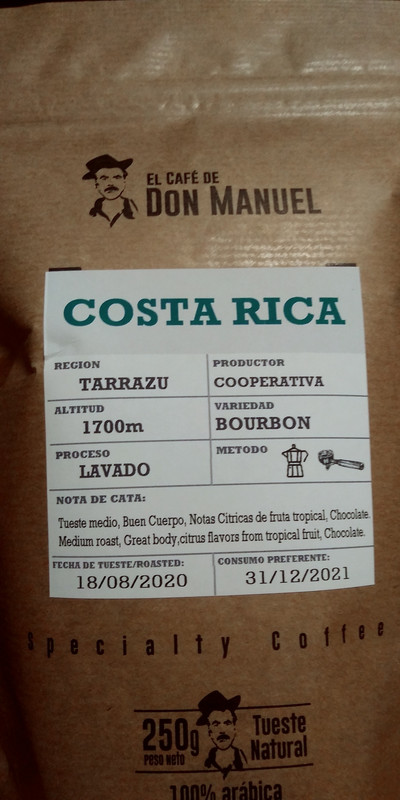 EL CAFÉ DE
DON MANUEL
COSTA RICA
REGION
TARRAZU
PRODUCTOR
COOPERATIVA
ALTITUD
1700m
VARIEDAD
BOURBON
PROCESO
LAVADO
METODO
NOTA DE CATA:
Tueste medio, Buen Cuerpo, Notas Citricas de fruta tropical, Chocolate.
Medium roast, Great body,citrus flavors from tropical fruit, Chocolate.
FECHA DE TUESTE/ROASTED:
18/08/2020
CONSUMO PREFERENTE:
31/12/2021
Specialty Coffee
250g
Peso neto
Tueste
Natural
100% arábica